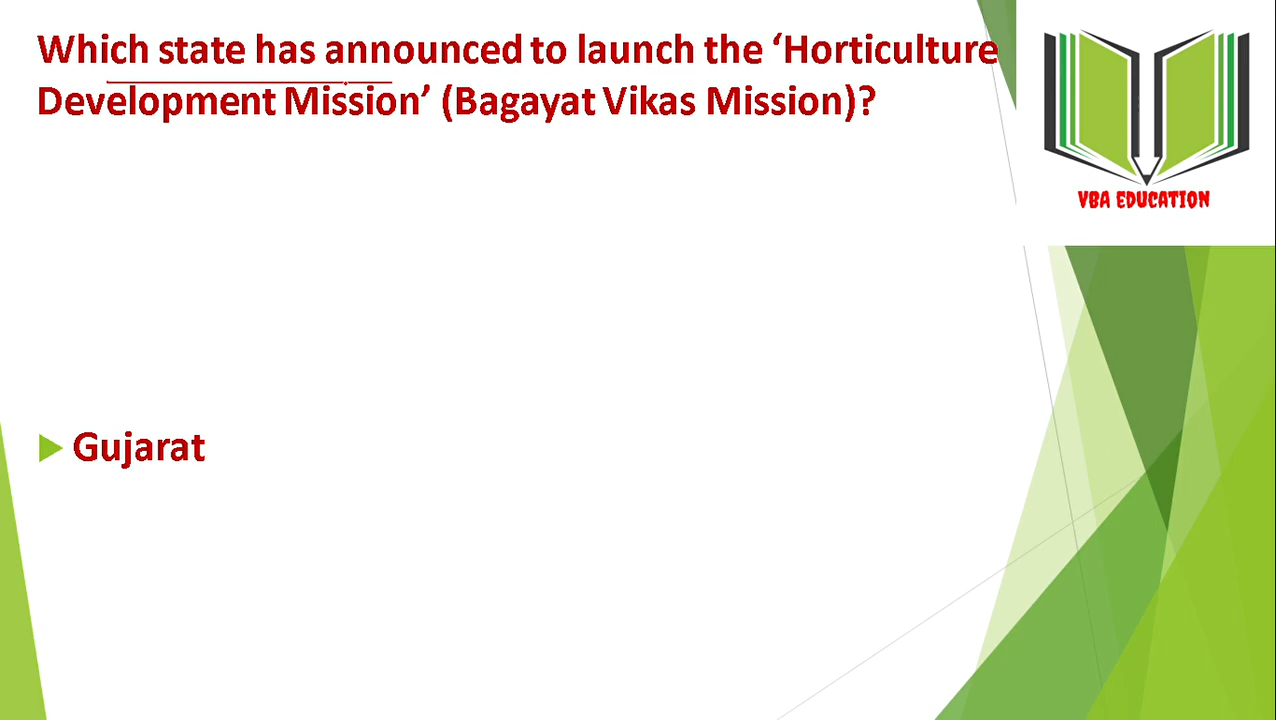 Which state has announced to launch the ‘Horticulture
Development Mission’ (Bagayat Vikas Mission)?
VBA EDUCATION
Gujarat